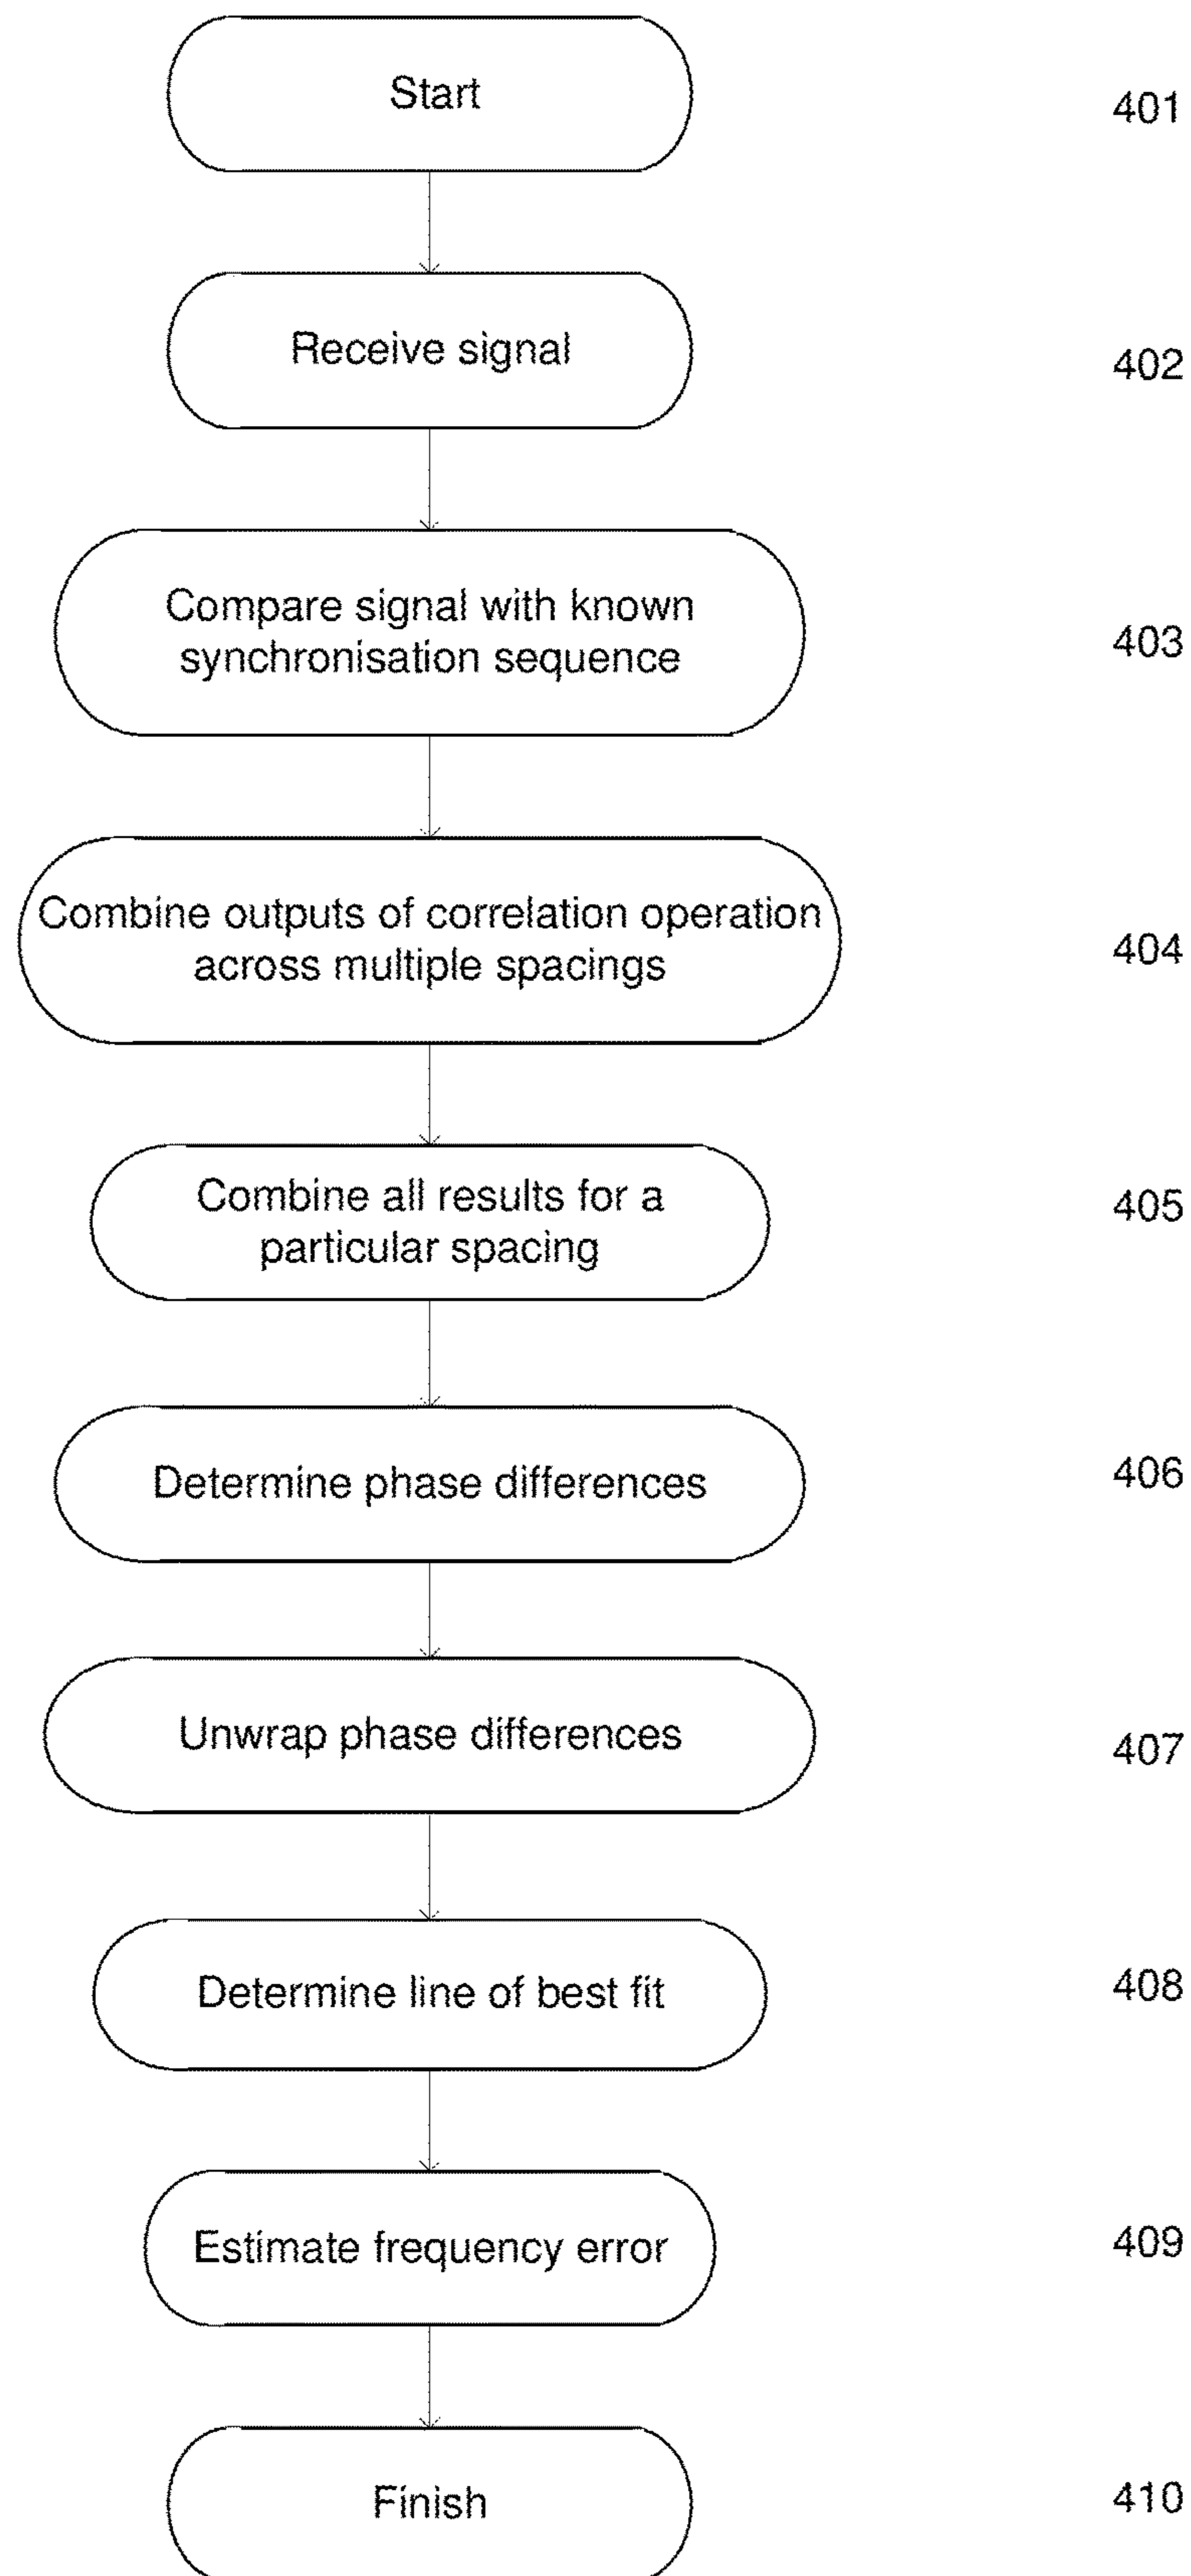 Start
401
Receive signal
402
Compare signal with known
synchronisation sequence
403
Combine outputs of correlation operation
across multiple spacings
404
Combine all results for a
particular spacing
405
Determine phase differences
406
Unwrap phase differences
407
Determine line of best fit
408
Estimate frequency error
409
Finish
410